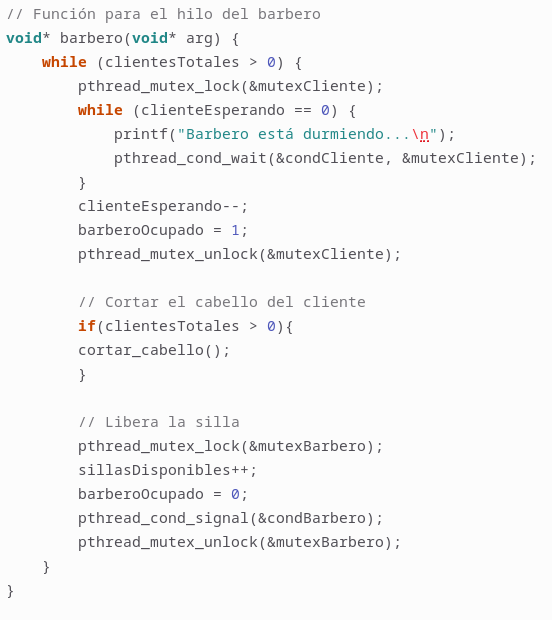 // Función para el hilo del barbero
void* barbero(void* arg) {
    while (clientesTotales > 0) {
        pthread_mutex_lock(&mutexCliente);
        while (clienteEsperando == 0) {
            printf("Barbero está durmiendo...\n");
            pthread_cond_wait(&condCliente, &mutexCliente);
        }
        clienteEsperando--;
        barberoOcupado = 1;
        pthread_mutex_unlock(&mutexCliente);

        // Cortar el cabello del cliente
        if(clientesTotales > 0){
        cortar_cabello();
        }

        // Libera la silla
        pthread_mutex_lock(&mutexBarbero);
        sillasDisponibles++;
        barberoOcupado = 0;
        pthread_cond_signal(&condBarbero);
        pthread_mutex_unlock(&mutexBarbero);
    }
}